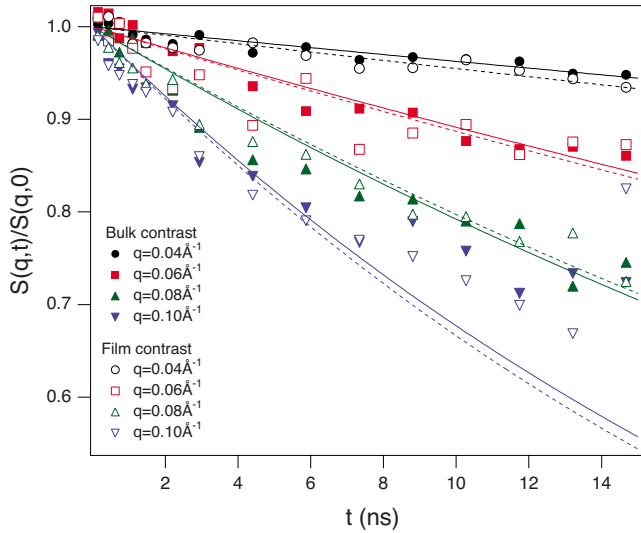 S(q,t)/S(q,0)
1.0
0.9
0.8
0.7
0.6
Bulk contrast
q=0.04Å⁻¹
q=0.06Å⁻¹
q=0.08Å⁻¹
q=0.10Å⁻¹
Film contrast
q=0.04Å⁻¹
q=0.06Å⁻¹
q=0.08Å⁻¹
q=0.10Å⁻¹
2 4 6 8 10 12 14
t (ns)